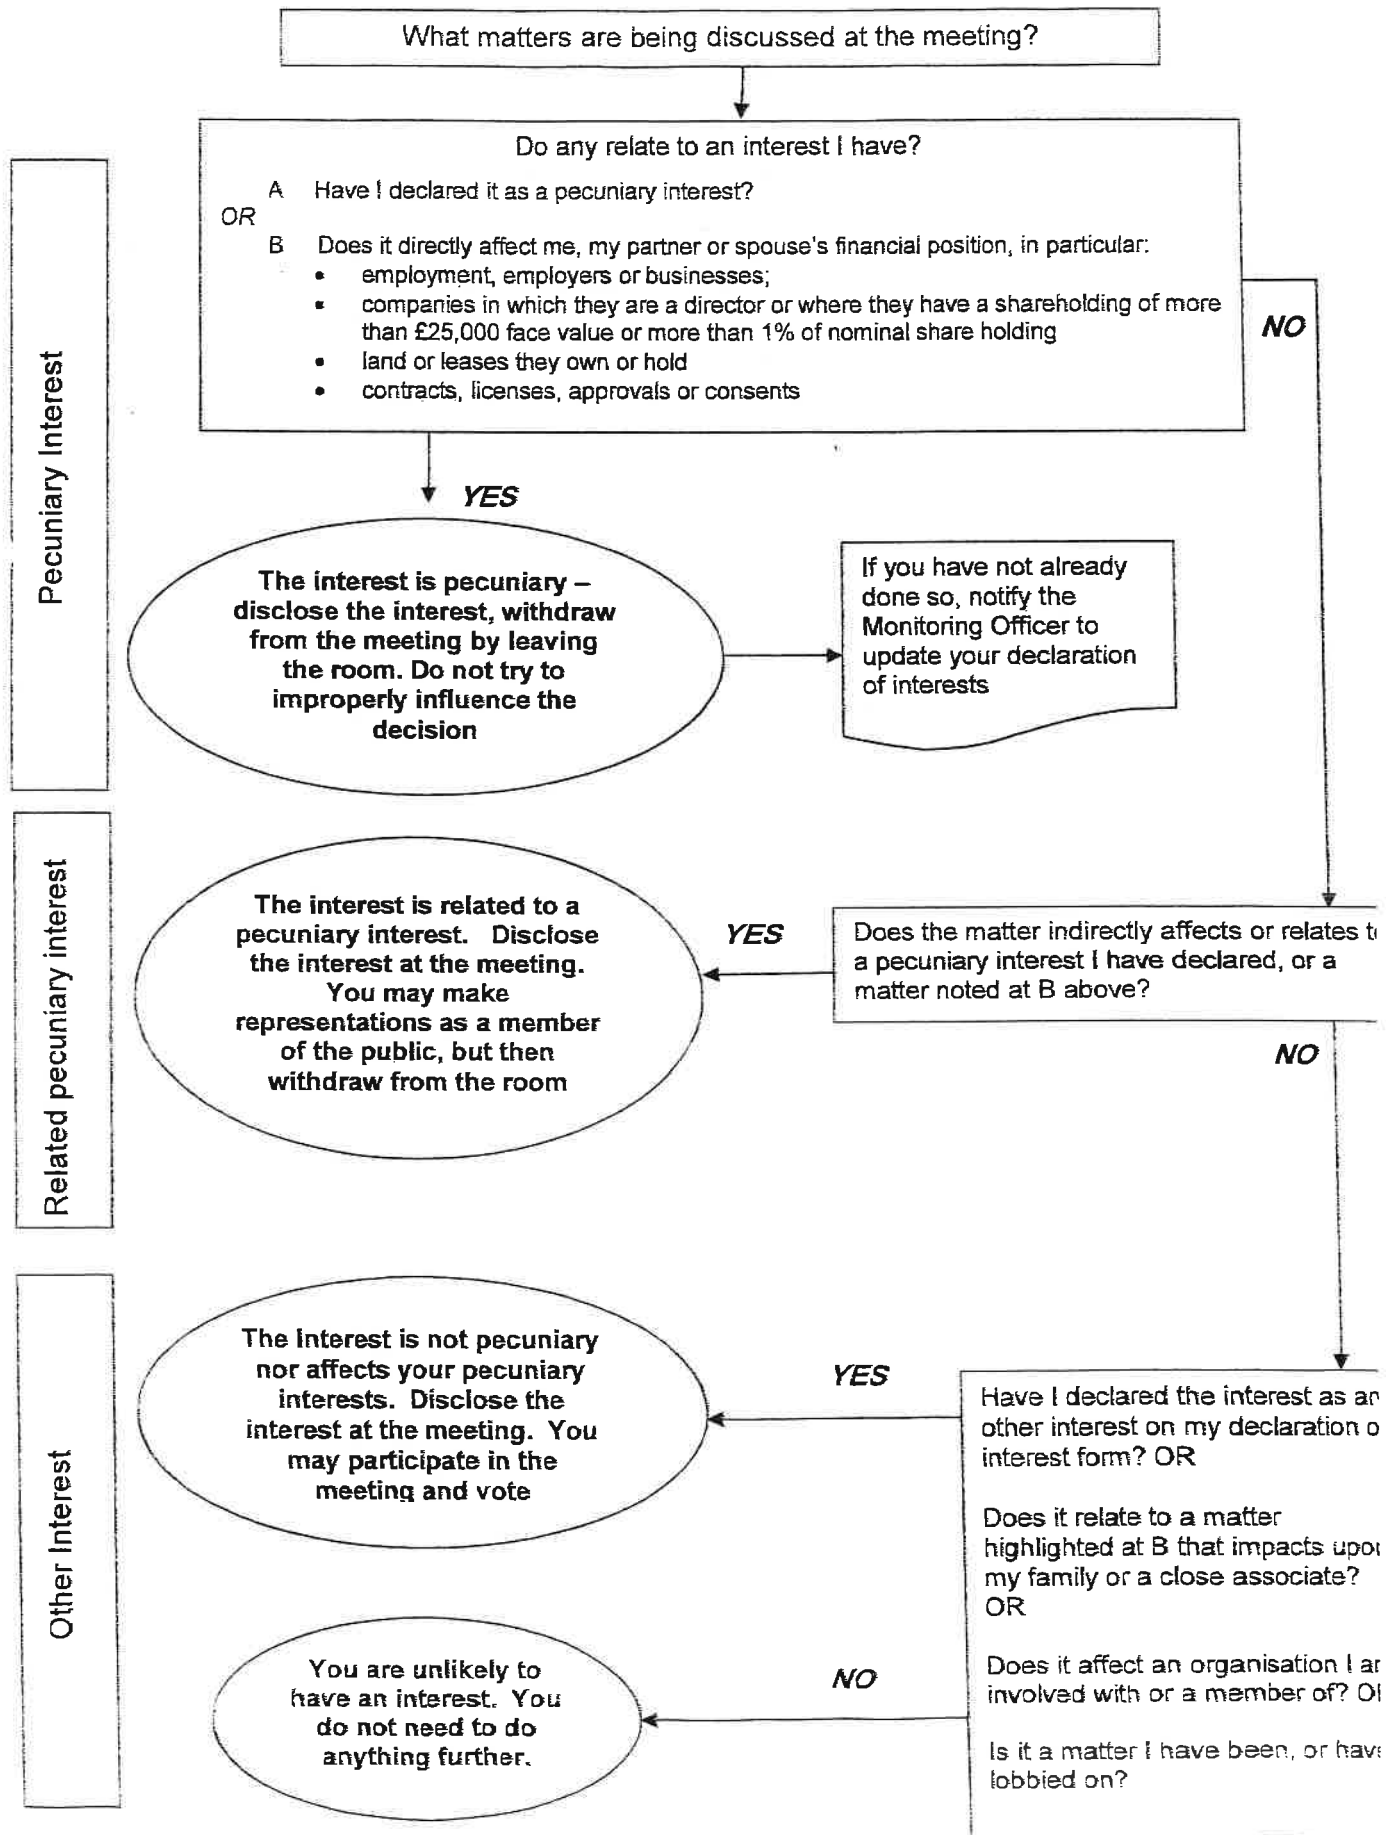 What matters are being discussed at the meeting?
Do any relate to an interest I have?
A Have I declared it as a pecuniary interest?
OR
B Does it directly affect me, my partner or spouse's financial position, in particular:
• employment, employers or businesses;
• companies in which they are a director or where they have a shareholding of more
than £25,000 face value or more than 1% of nominal share holding
• land or leases they own or hold
• contracts, licenses, approvals or consents
NO
Pecuniary Interest
YES
The interest is pecuniary –
disclose the interest, withdraw
from the meeting by leaving
the room. Do not try to
improperly influence the
decision
If you have not already
done so, notify the
Monitoring Officer to
update your declaration
of interests
Related pecuniary interest
The interest is related to a
pecuniary interest. Disclose
the interest at the meeting.
You may make
representations as a member
of the public, but then
withdraw from the room
YES
Does the matter indirectly affects or relates
a pecuniary interest I have declared, or a
matter noted at B above?
NO
Other Interest
The Interest is not pecuniary
nor affects your pecuniary
interests. Disclose the
interest at the meeting. You
may participate in the
meeting and vote
YES
Have I declared the interest as
other interest on my declaration
interest form? OR
Does it relate to a matter
highlighted at B that impacts
my family or a close associate?
OR
Does it affect an organisation I
involved with or a member of?
Is it a matter I have been, or
lobbied on?
NO
You are unlikely to
have an interest. You
do not need to do
anything further.